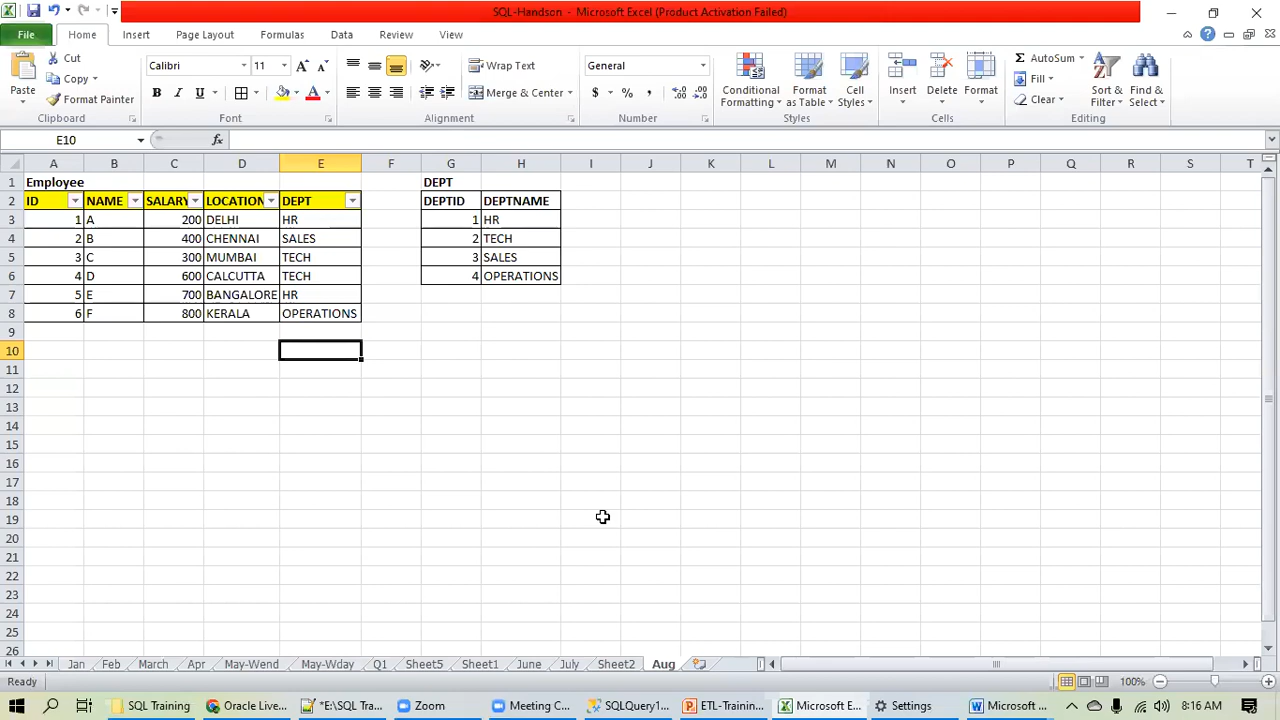 SQL-Handson - Microsoft Excel (Product Activation Failed)
File Home Insert Page Layout Formulas Data Review View
Paste Cut Copy Format Painter
Calibri 11
B I U A A A
Wrap Text
Merge & Center
General
$ % ,
Conditional Formatting Format as Table Cell Styles
Insert Delete Format
Σ AutoSum Fill Clear
Sort & Filter Find & Select
Clipboard Font Alignment Number Styles Cells Editing
E10 fx
A B C D E F G H I J K L M N O P Q R S T
1 Employee DEPT
2 ID NAME SALARY LOCATION DEPT DEPTID DEPTNAME
3 1 A 200 DELHI HR 1 HR
4 2 B 400 CHENNAI SALES 2 TECH
5 3 C 300 MUMBAI TECH 3 SALES
6 4 D 600 CALCUTTA TECH 4 OPERATIONS
7 5 E 700 BANGALORE HR
8 6 F 800 KERALA OPERATIONS
9
10
11
12
13
14
15
16
17
18
19
20
21
22
23
24
25
26
Jan Feb March Apr May-Wend May-Wday Q1 Sheet5 Sheet1 June July Sheet2 Aug
Ready 100%
SQL Training Oracle Live... *E:\SQL Tra... Zoom Meeting C... SQLQuery1... ETL-Training... Microsoft E... Settings Microsoft ... 8:16 AM